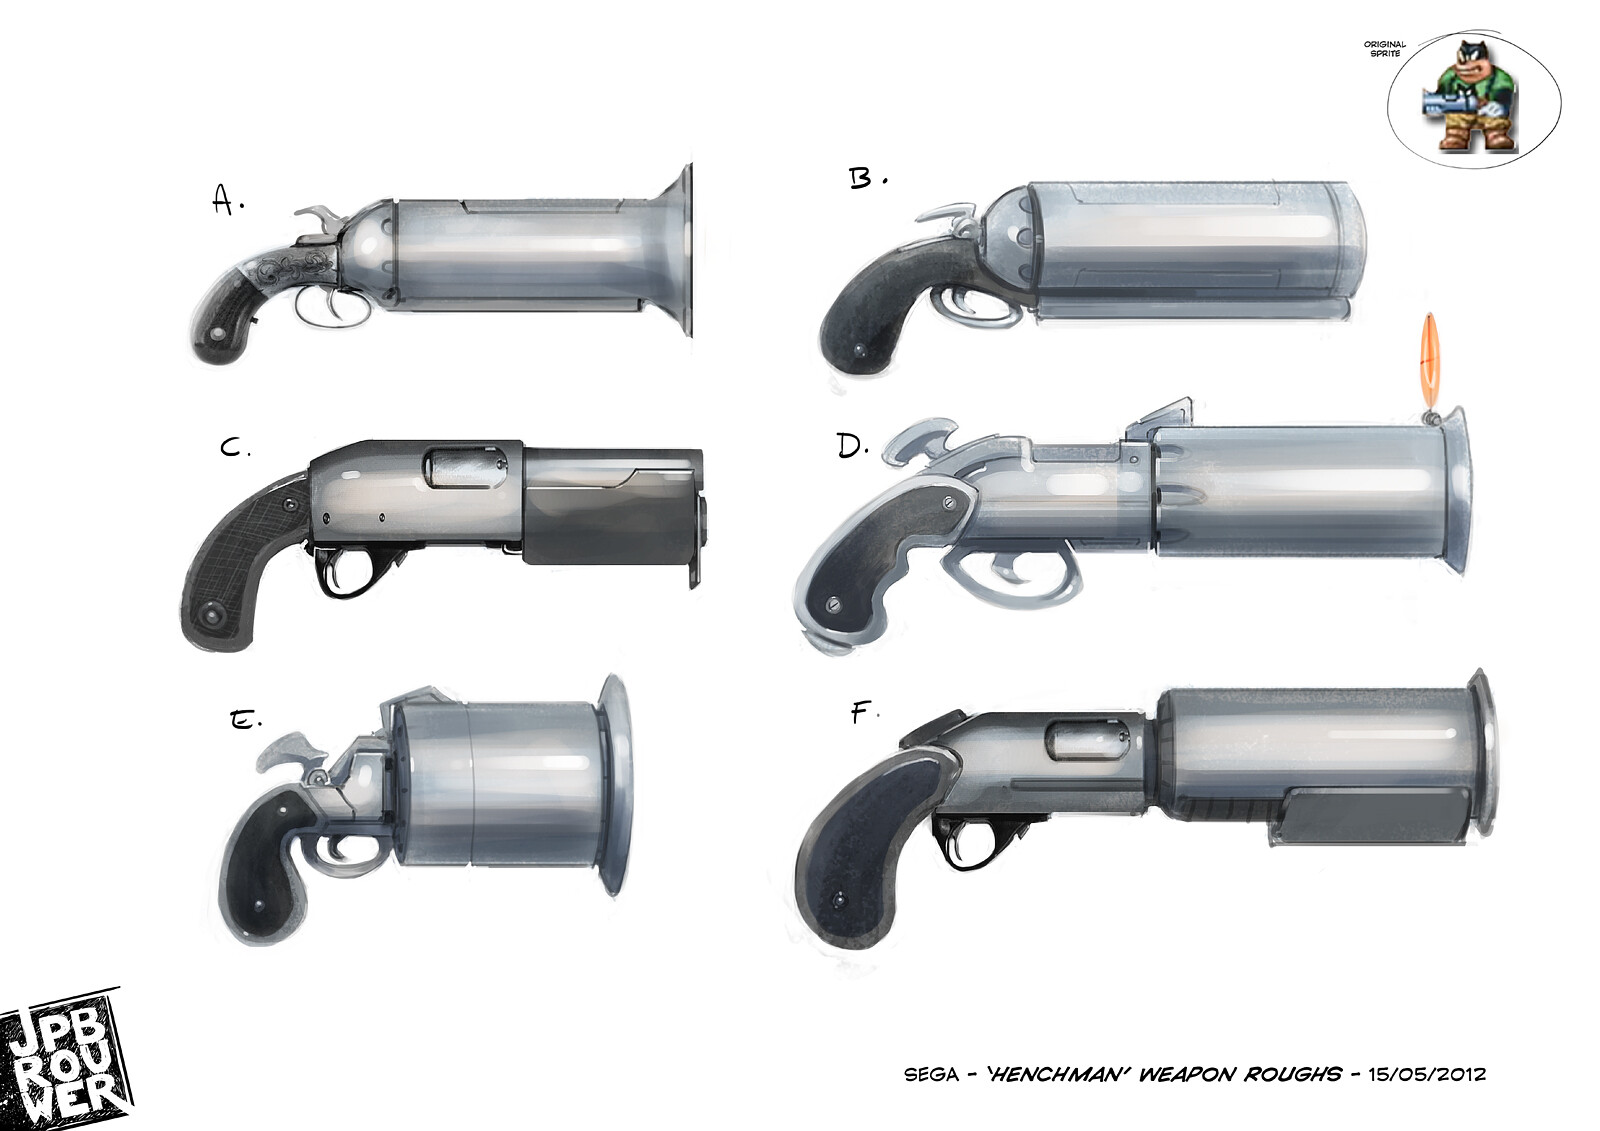 ORIGINAL
SPRITE
A.
B.
C.
D.
E.
F.
JPB
ROU
WER
SEGA - 'HENCHMAN' WEAPON ROUGHS - 15/05/2012